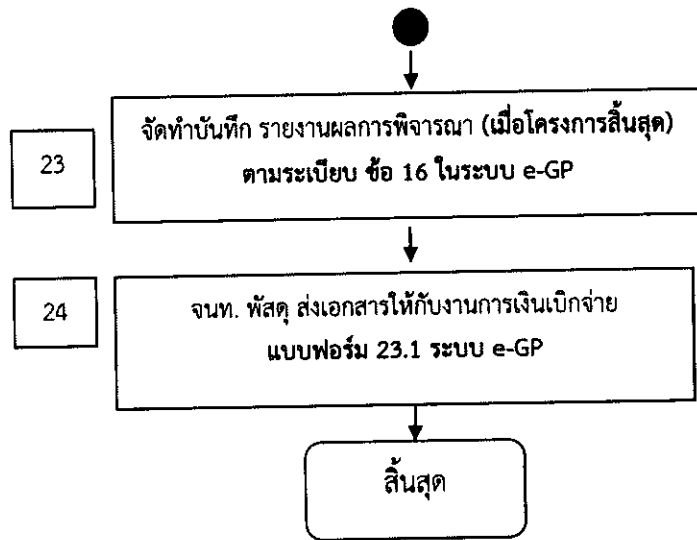 23
จัดทำบันทึก รายงานผลการพิจารณา (เมื่อโครงการสิ้นสุด)
ตามระเบียบ ข้อ 16 ในระบบ e-GP
24
จนท. พัสดุ ส่งเอกสารให้กับงานการเงินเบิกจ่าย
แบบฟอร์ม 23.1 ระบบ e-GP
สิ้นสุด